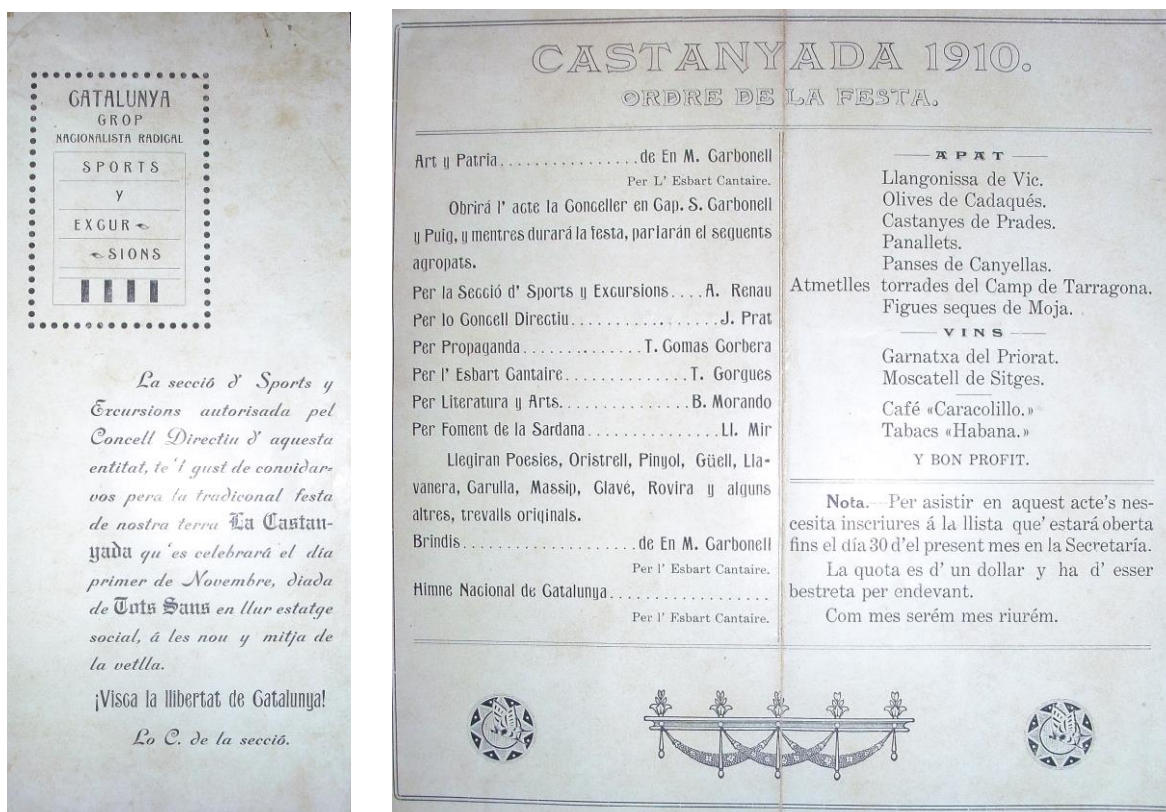 CATALUNYA
GROP
NACIONALISTA RADICAL
SPORTS
Y
EXCUR
SIONS
La secció d' Sports y
Excursions autorisada pel
Concell Directiu d' aquesta
entitat, te 'l gust de convidar-
vos pera la tradiconal festa
de nostra terra La Castan-
yada qu 'es celebrará el día
primer de Novembre, diada
de Tots Sans en llur estatge
social, á les nou y mitja de
la vetlla.
¡Visca la llibertat de Catalunya!
Lo C. de la secció.
CASTANYADA 1910.
ORDRE DE LA FESTA.
Art y Patria................de En M. Carbonell
Per L' Esbart Cantaire.
Obrirá l' acte la Conceller en Cap. S. Carbonell
y Puig, y mentres durará la festa, parlarán el seguents
agropats.
Per la Secció d' Sports y Excursions....A. Renau
Per lo Concell Directiu.................J. Prat
Per Propaganda.............T. Comas Corbera
Per l' Esbart Cantaire..............T. Gorgues
Per Literatura y Arts...............B. Morando
Per Foment de la Sardana...............Ll. Mir
Llegiran Poesies, Oristrell, Pinyol, Güell, Lla-
vanera, Carulla, Massip, Clavé, Rovira y alguns
altres, trevalls originals.
Brindis....................de En M. Carbonell
Per l' Esbart Cantaire.
Himne Nacional de Catalunya..................
Per l' Esbart Cantaire.
APAT
Llangonissa de Vic.
Olives de Cadaqués.
Castanyes de Prades.
Panallets.
Panses de Canyellas.
Atmetlles torrades del Camp de Tarragona.
Figues seques de Moja.
VINS
Garnatxa del Priorat.
Moscatell de Sitges.
Café «Caracolillo.»
Tabacs «Habana.»
Y BON PROFIT.
Nota.—Per asistir en aquest acte's nes-
cesita inscriures á la llista que' estará oberta
fins el día 30 d'el present mes en la Secretaría.
La quota es d' un dollar y ha d' esser
bestreta per endevant.
Com mes serém mes riurém.